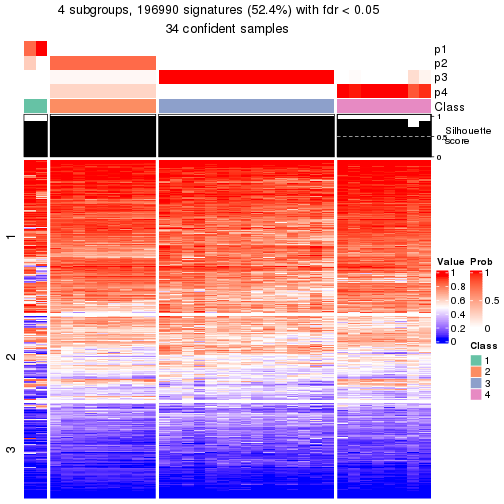 4 subgroups, 196990 signatures (52.4%) with fdr < 0.05
34 confident samples
p1
p2
p3
p4
Class
1
0.5
0
Silhouette
score
1
2
3
Value
1
0.8
0.6
0.4
0.2
0
Prob
1
0.5
0
Class
1
2
3
4